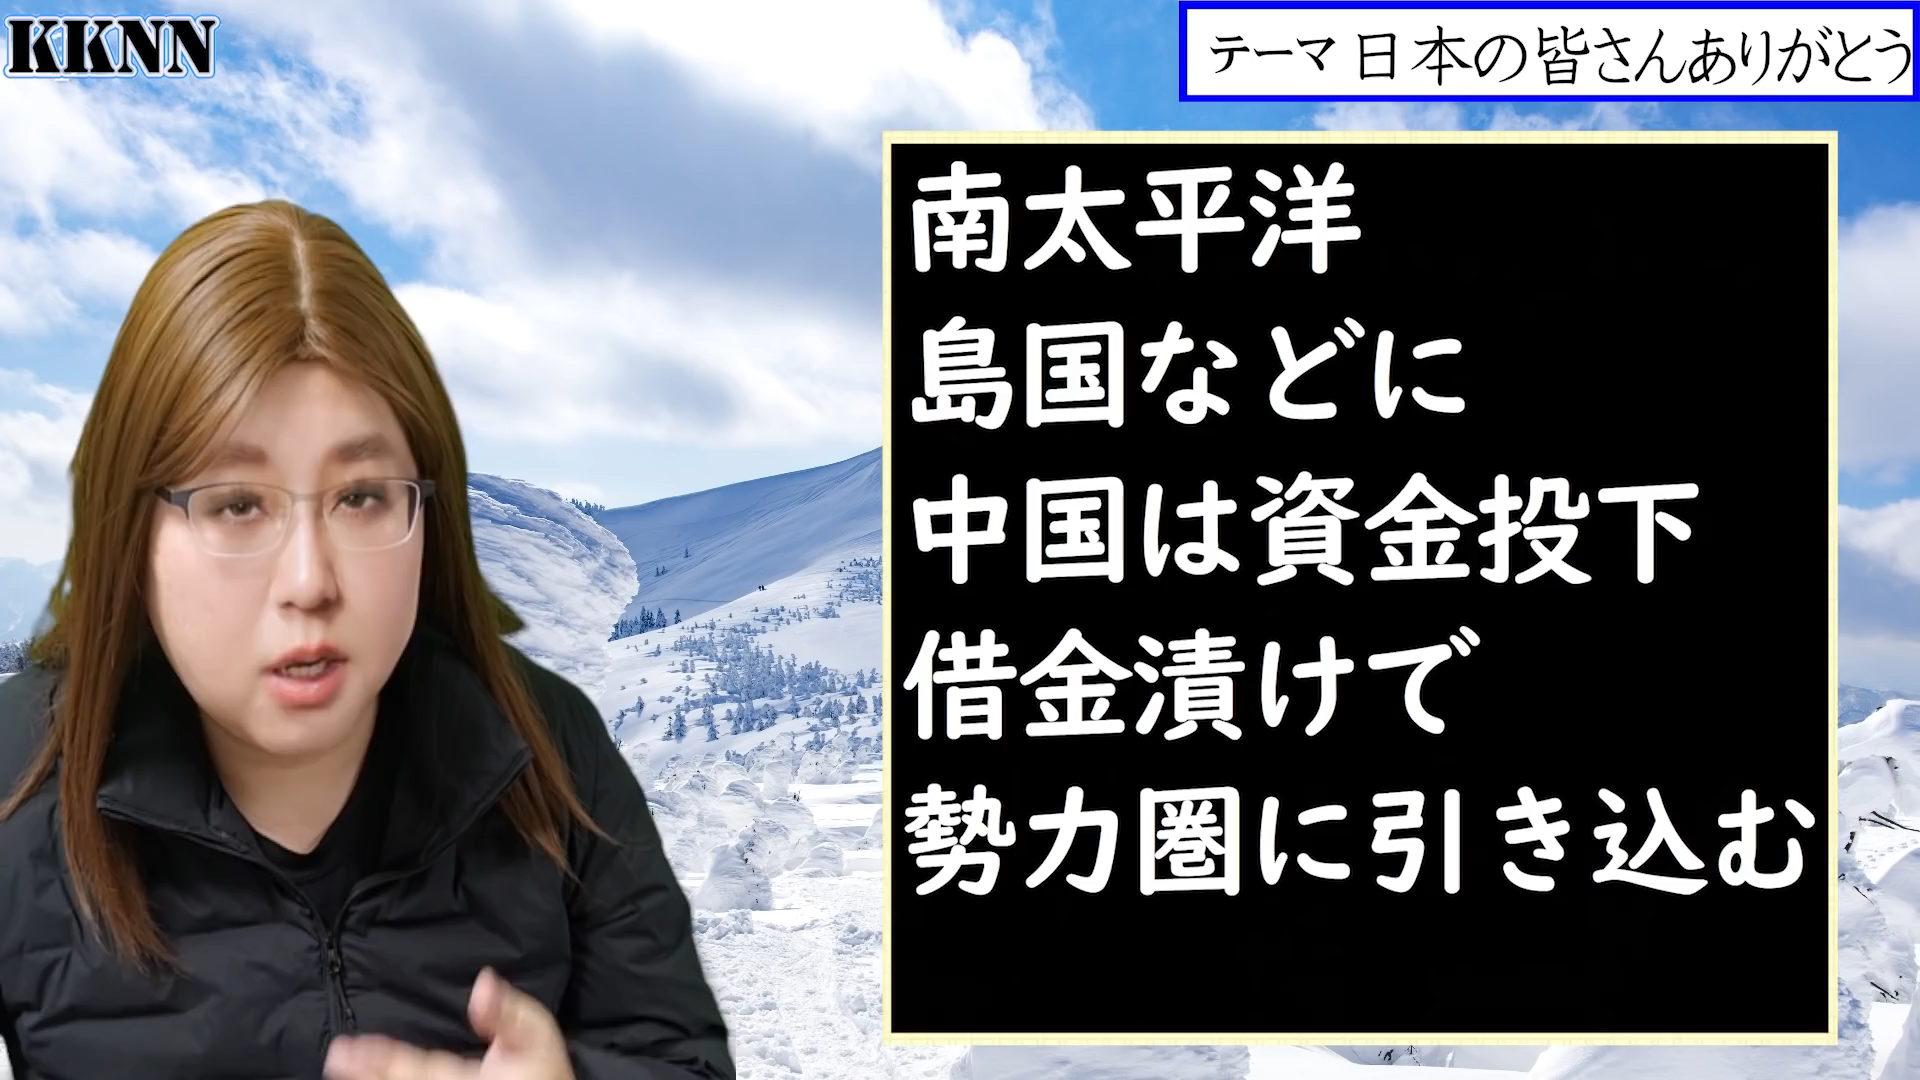 KKNN
テーマ 日本の皆さんありがとう
南太平洋
島国などに
中国は資金投下
借金漬けで
勢力圏に引き込む